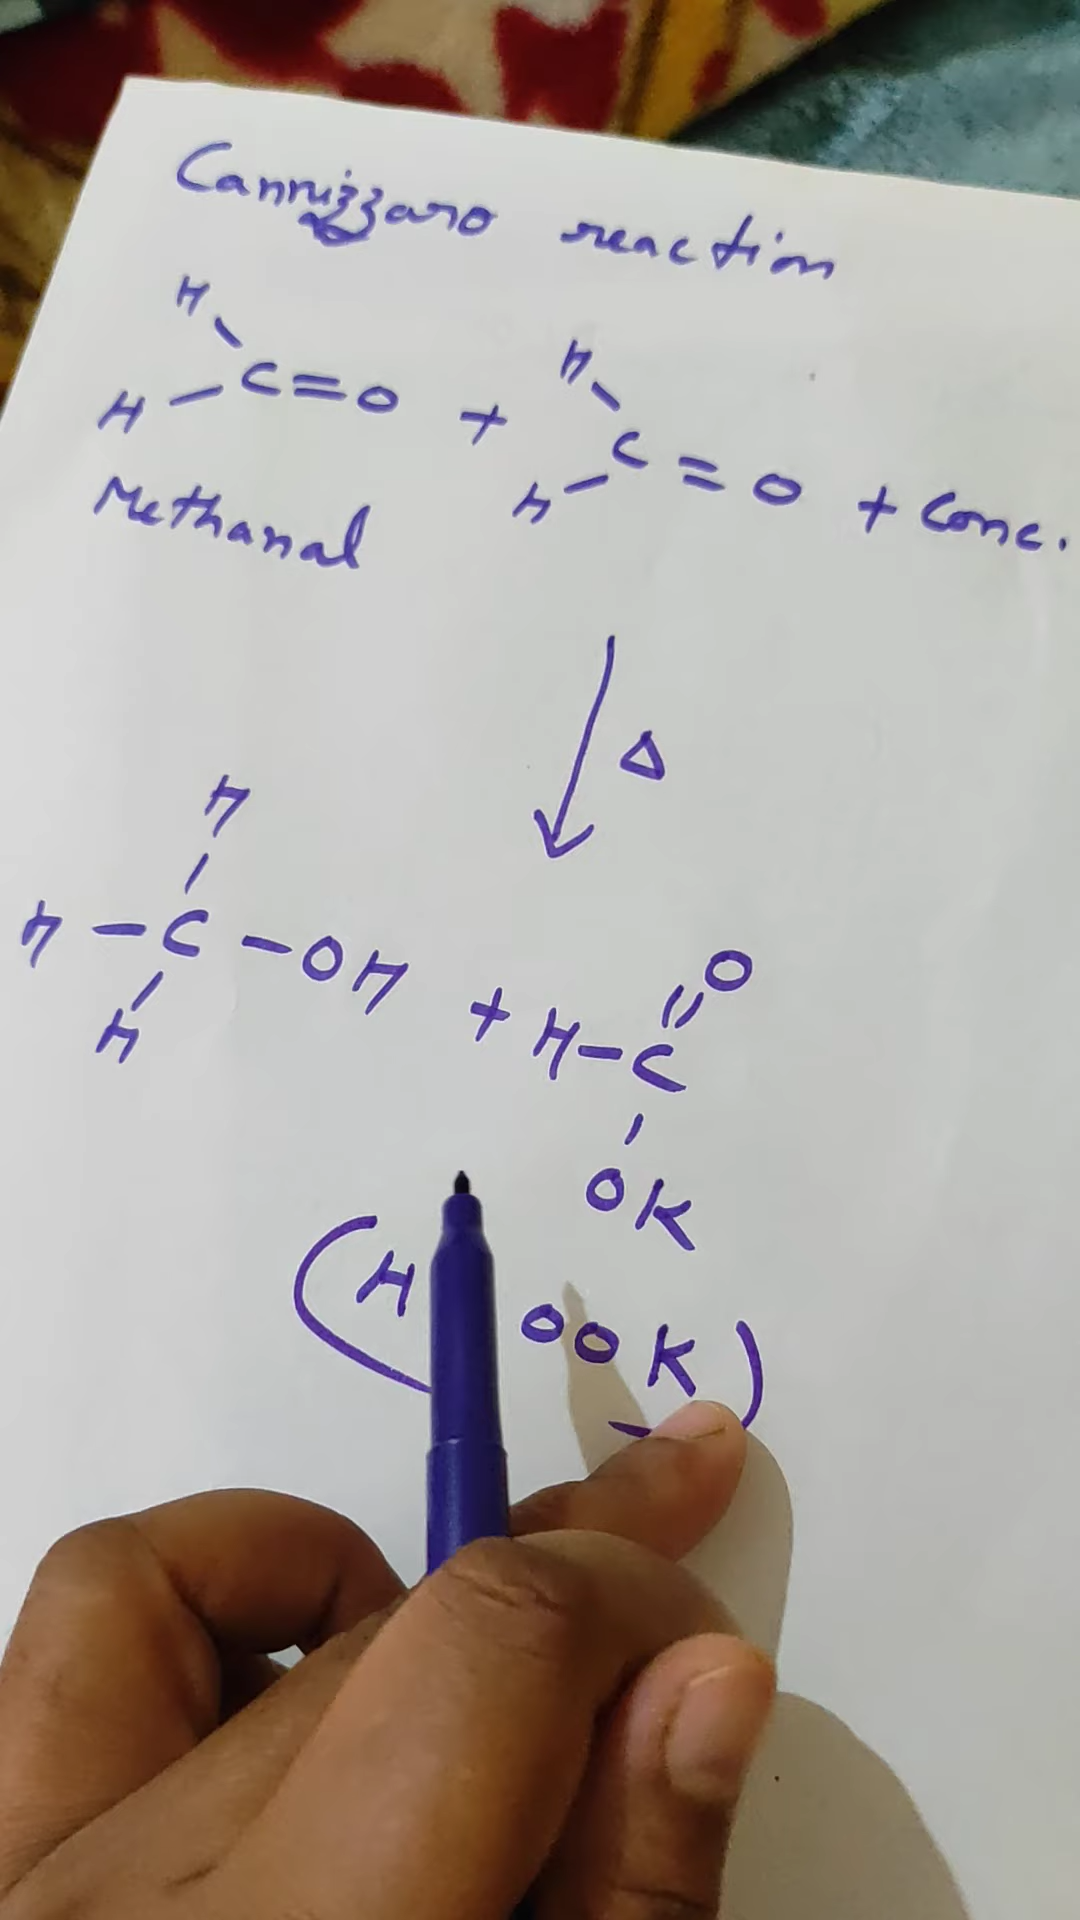 Cannizzaro reaction
H H
C=O + C=O + Conc.
H H
Methanal
Δ
H
H-C-OH + H-C=O
H OK
(H OOK)